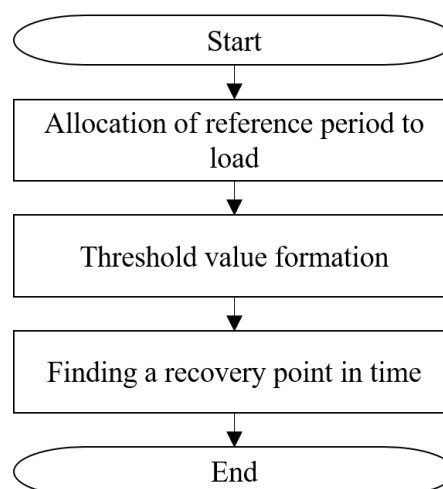 Start
Allocation of reference period to
load
Threshold value formation
Finding a recovery point in time
End